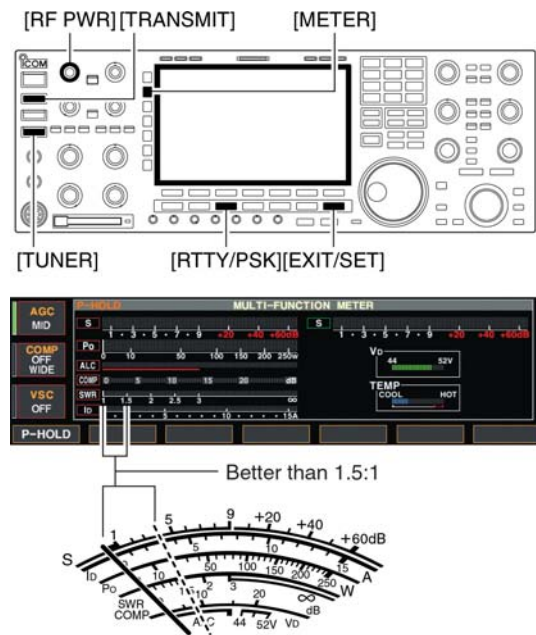 [RF PWR][TRANSMIT] [METER]
ICOM
[TUNER] [RTTY/PSK][EXIT/SET]
P-HOLD MULTI-FUNCTION METER
AGC
MID
S 1 • 3 • 5 • 7 • 9 +20 +40 +60dB
S 1 • 3 • 5 • 7 • 9 +20 +40 +60dB
Po 0 10 50 100 150 200 250W
ALC
COMP
OFF
WIDE
COMP 0 5 10 15 20 dB
SWR 1 1.5 2 2.5 3 ∞
ID 5 10 15A
VD
44 52V
TEMP
COOL HOT
VSC
OFF
P-HOLD
Better than 1.5:1
S 1 5 9 +20 +40 +60dB
ID 5 10 15 A
Po 10 50 100 150 200 250 W
SWR 2 3 ∞
COMP 10 20 dB
44 52V VD